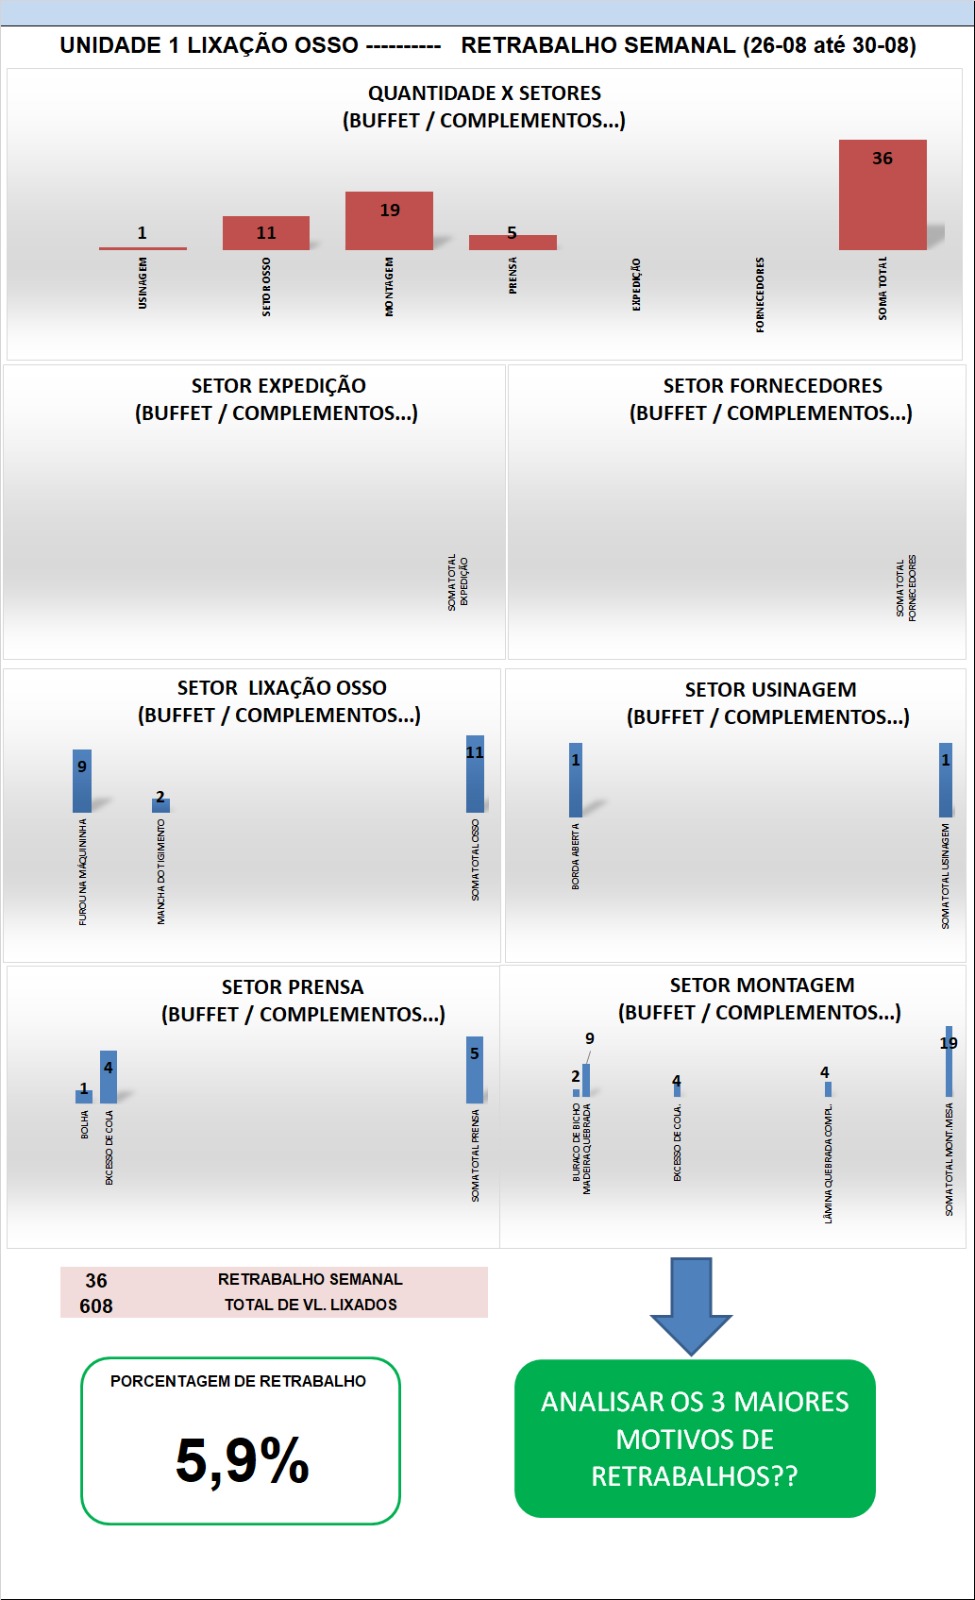 UNIDADE 1 LIXAÇÃO OSSO ---------- RETRABALHO SEMANAL (26-08 até 30-08)
QUANTIDADE X SETORES
(BUFFET / COMPLEMENTOS...)
1
11
19
5
36
USINAGEM
SETOR OSSO
MONTAGEM
PRENSA
EXPEDIÇÃO
FORNECEDORES
SOMA TOTAL
SETOR EXPEDIÇÃO
(BUFFET / COMPLEMENTOS...)
SOMA TOTAL
EXPEDIÇÃO
SETOR FORNECEDORES
(BUFFET / COMPLEMENTOS...)
SOMA TOTAL
FORNECEDORES
SETOR LIXAÇÃO OSSO
(BUFFET / COMPLEMENTOS...)
9
2
11
FUROU NA MÁQUININHA
MANCHA DO TIGIMENTO
SOMA TOTAL OSSO
SETOR USINAGEM
(BUFFET / COMPLEMENTOS...)
1
1
BORDA ABERTA
SOMA TOTAL USINAGEM
SETOR PRENSA
(BUFFET / COMPLEMENTOS...)
1
4
5
BOLHA
EXCESSO DE COLA
SOMA TOTAL PRENSA
SETOR MONTAGEM
(BUFFET / COMPLEMENTOS...)
2
9
4
4
19
BURACO DE BICHO
MADEIRA QUEBRADA
EXCESSO DE COLA.
LÂMINA QUEBRADA COMPL.
SOMA TOTAL MONT. MESA
36 RETRABALHO SEMANAL
608 TOTAL DE VL. LIXADOS
PORCENTAGEM DE RETRABALHO
5,9%
ANALISAR OS 3 MAIORES
MOTIVOS DE
RETRABALHOS??